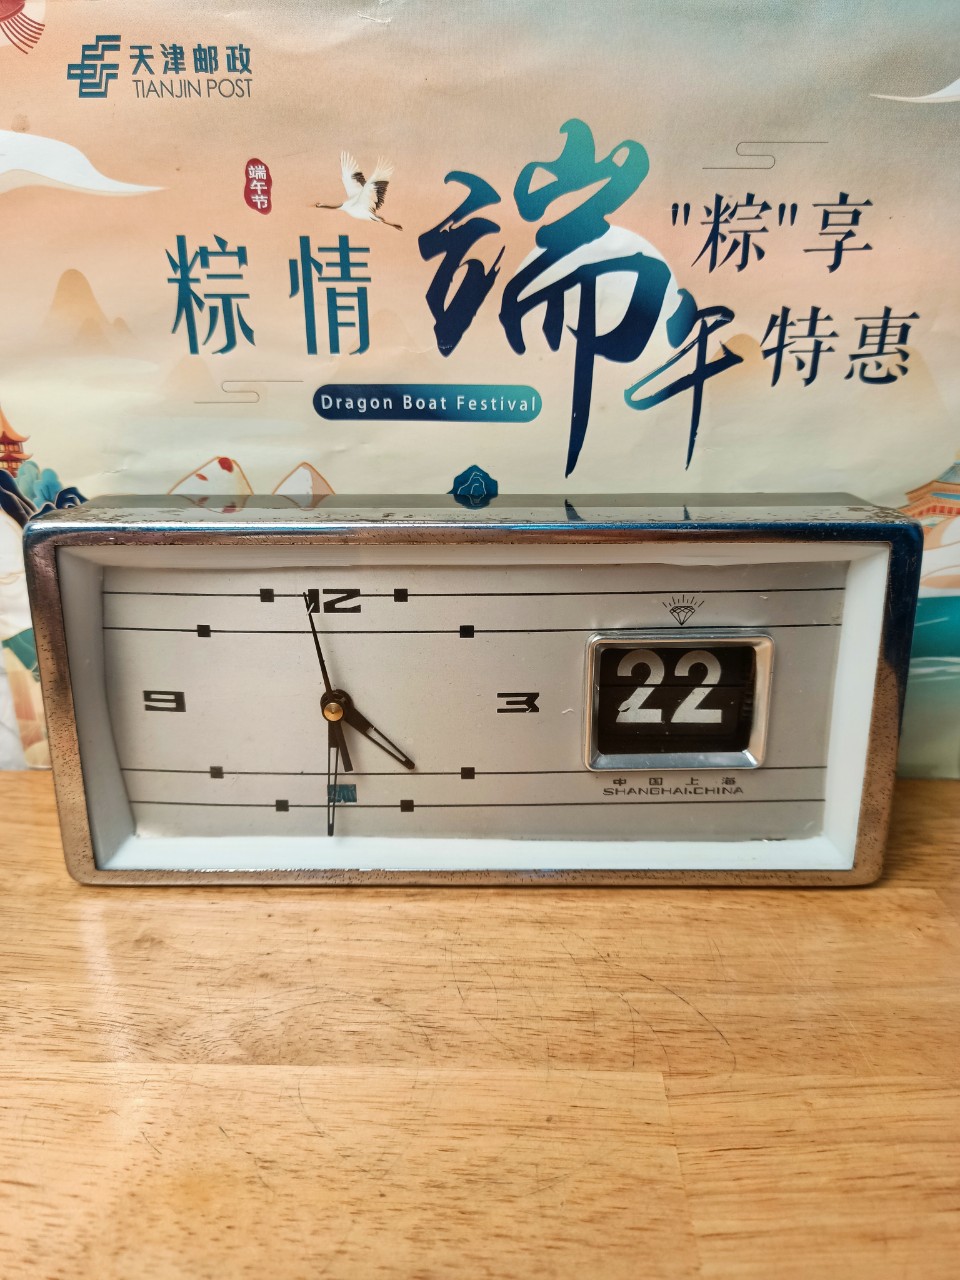 天津邮政
TIANJIN POST
端午节
粽情端午
"粽"享
特惠
Dragon Boat Festival
12
9
3
6
22
中国上海
SHANGHAI.CHINA